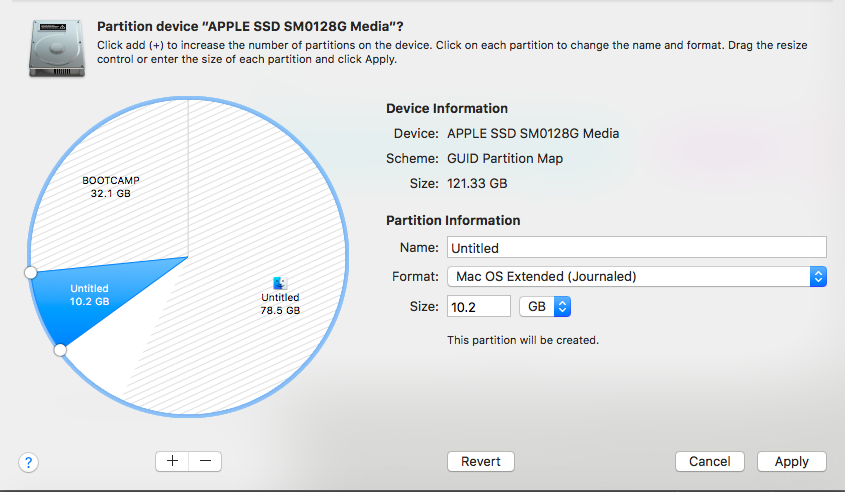 Partition device "APPLE SSD SM0128G Media"?
Click add (+) to increase the number of partitions on the device. Click on each partition to change the name and format. Drag the resize
control or enter the size of each partition and click Apply.
BOOTCAMP
32.1 GB
Untitled
10.2 GB
Untitled
78.5 GB
Device Information
Device: APPLE SSD SM0128G Media
Scheme: GUID Partition Map
Size: 121.33 GB
Partition Information
Name: Untitled
Format: Mac OS Extended (Journaled)
Size: 10.2 GB
This partition will be created.
? + − Revert Cancel Apply